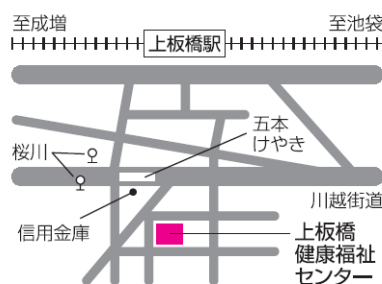 至成増
至池袋
上板橋駅
五本
けやき
桜川
川越街道
信用金庫
上板橋
健康福祉
センター